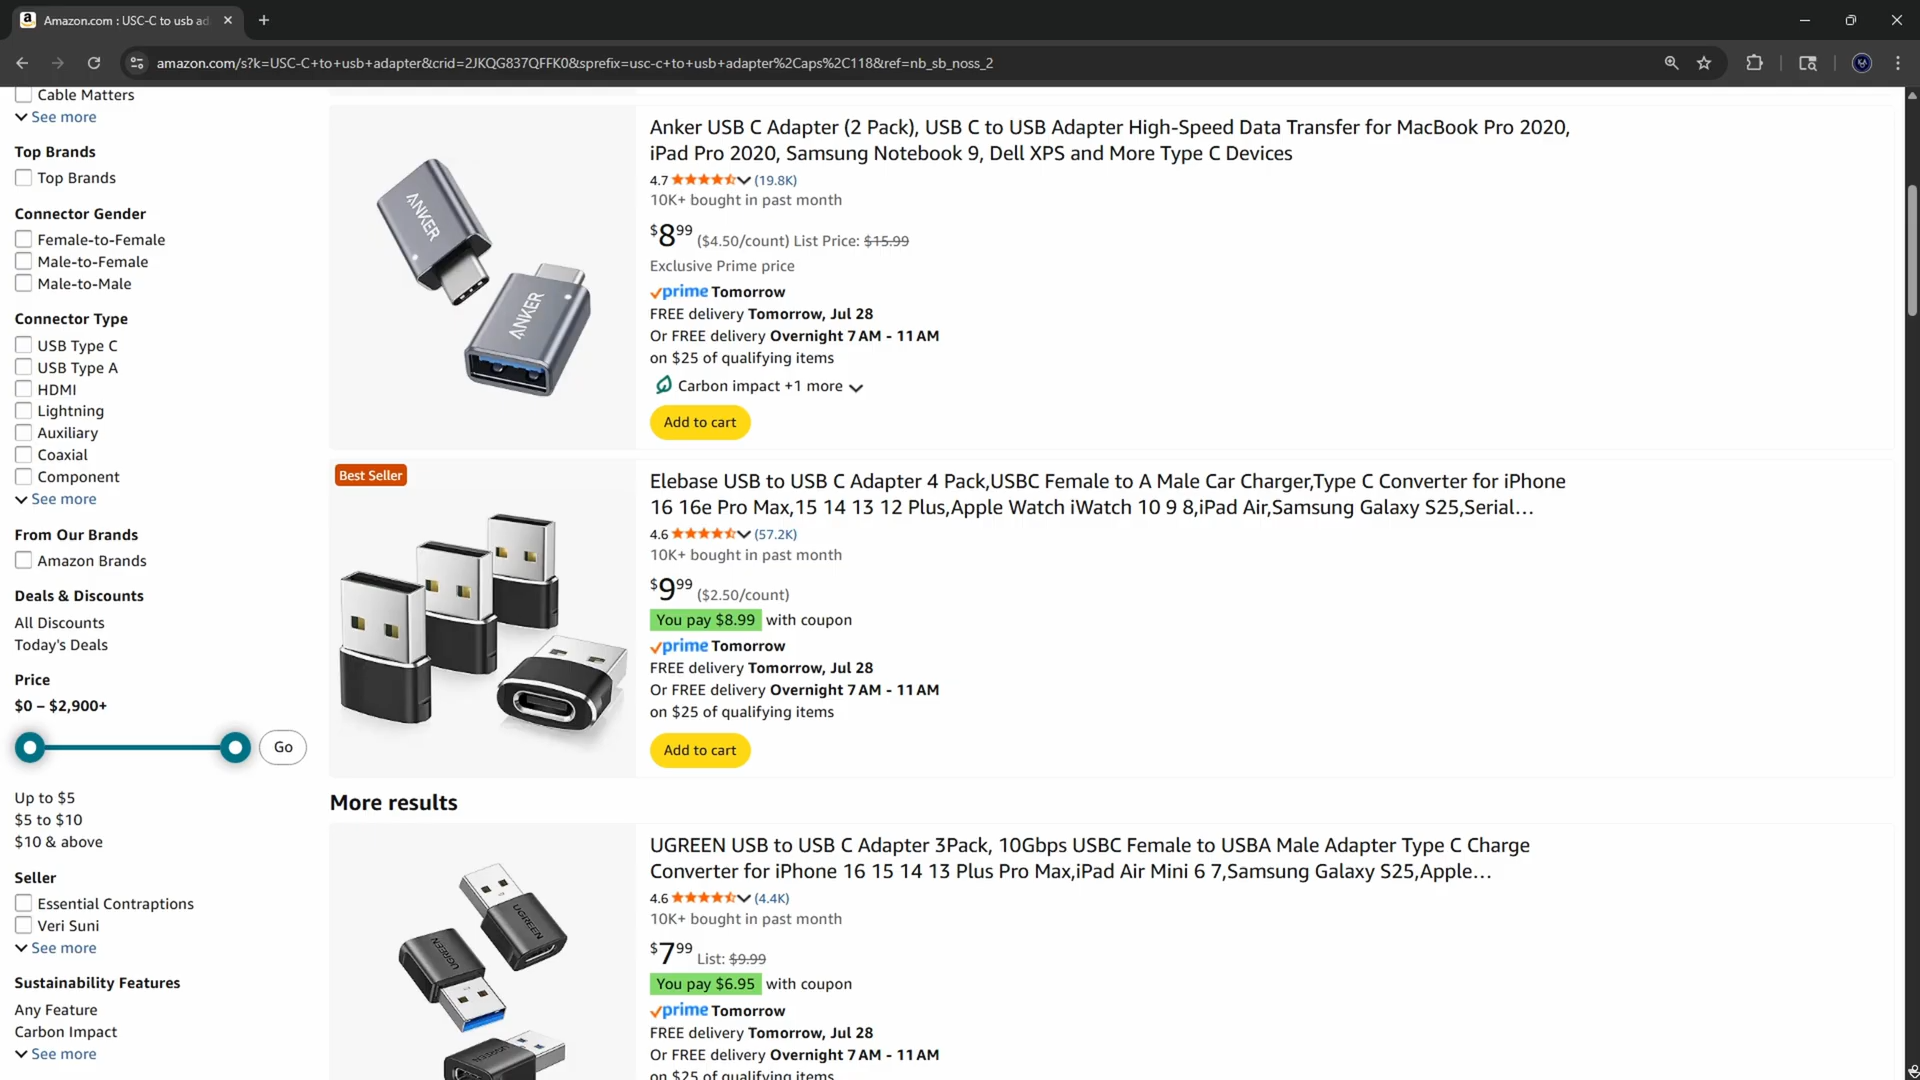 Amazon.com : USC-C to usb ad
amazon.com/s?k=USC-C+to+usb+adapter&crid=2JKQG837QFFK0&sprefix=usc-c+to+usb+adapter%2Caps%2C118&ref=nb_sb_noss_2
Cable Matters
See more
Top Brands
Top Brands
Connector Gender
Female-to-Female
Male-to-Female
Male-to-Male
Connector Type
USB Type C
USB Type A
HDMI
Lightning
Auxiliary
Coaxial
Component
See more
From Our Brands
Amazon Brands
Deals & Discounts
All Discounts
Today's Deals
Price
$0 – $2,900+
Go
Up to $5
$5 to $10
$10 & above
Seller
Essential Contraptions
Veri Suni
See more
Sustainability Features
Any Feature
Carbon Impact
See more
ANKER
ANKER
Anker USB C Adapter (2 Pack), USB C to USB Adapter High-Speed Data Transfer for MacBook Pro 2020,
iPad Pro 2020, Samsung Notebook 9, Dell XPS and More Type C Devices
4.7 (19.8K)
10K+ bought in past month
$899 ($4.50/count) List Price: $15.99
Exclusive Prime price
prime Tomorrow
FREE delivery Tomorrow, Jul 28
Or FREE delivery Overnight 7 AM - 11 AM
on $25 of qualifying items
Carbon impact +1 more
Add to cart
Best Seller
Elebase USB to USB C Adapter 4 Pack,USBC Female to A Male Car Charger,Type C Converter for iPhone
16 16e Pro Max,15 14 13 12 Plus,Apple Watch iWatch 10 9 8,iPad Air,Samsung Galaxy S25,Serial…
4.6 (57.2K)
10K+ bought in past month
$999 ($2.50/count)
You pay $8.99 with coupon
prime Tomorrow
FREE delivery Tomorrow, Jul 28
Or FREE delivery Overnight 7 AM - 11 AM
on $25 of qualifying items
Add to cart
More results
UGREEN
UGREEN
UGREEN
UGREEN USB to USB C Adapter 3Pack, 10Gbps USBC Female to USBA Male Adapter Type C Charge
Converter for iPhone 16 15 14 13 Plus Pro Max,iPad Air Mini 6 7,Samsung Galaxy S25,Apple…
4.6 (4.4K)
10K+ bought in past month
$799 List: $9.99
You pay $6.95 with coupon
prime Tomorrow
FREE delivery Tomorrow, Jul 28
Or FREE delivery Overnight 7 AM - 11 AM
on $25 of qualifying items